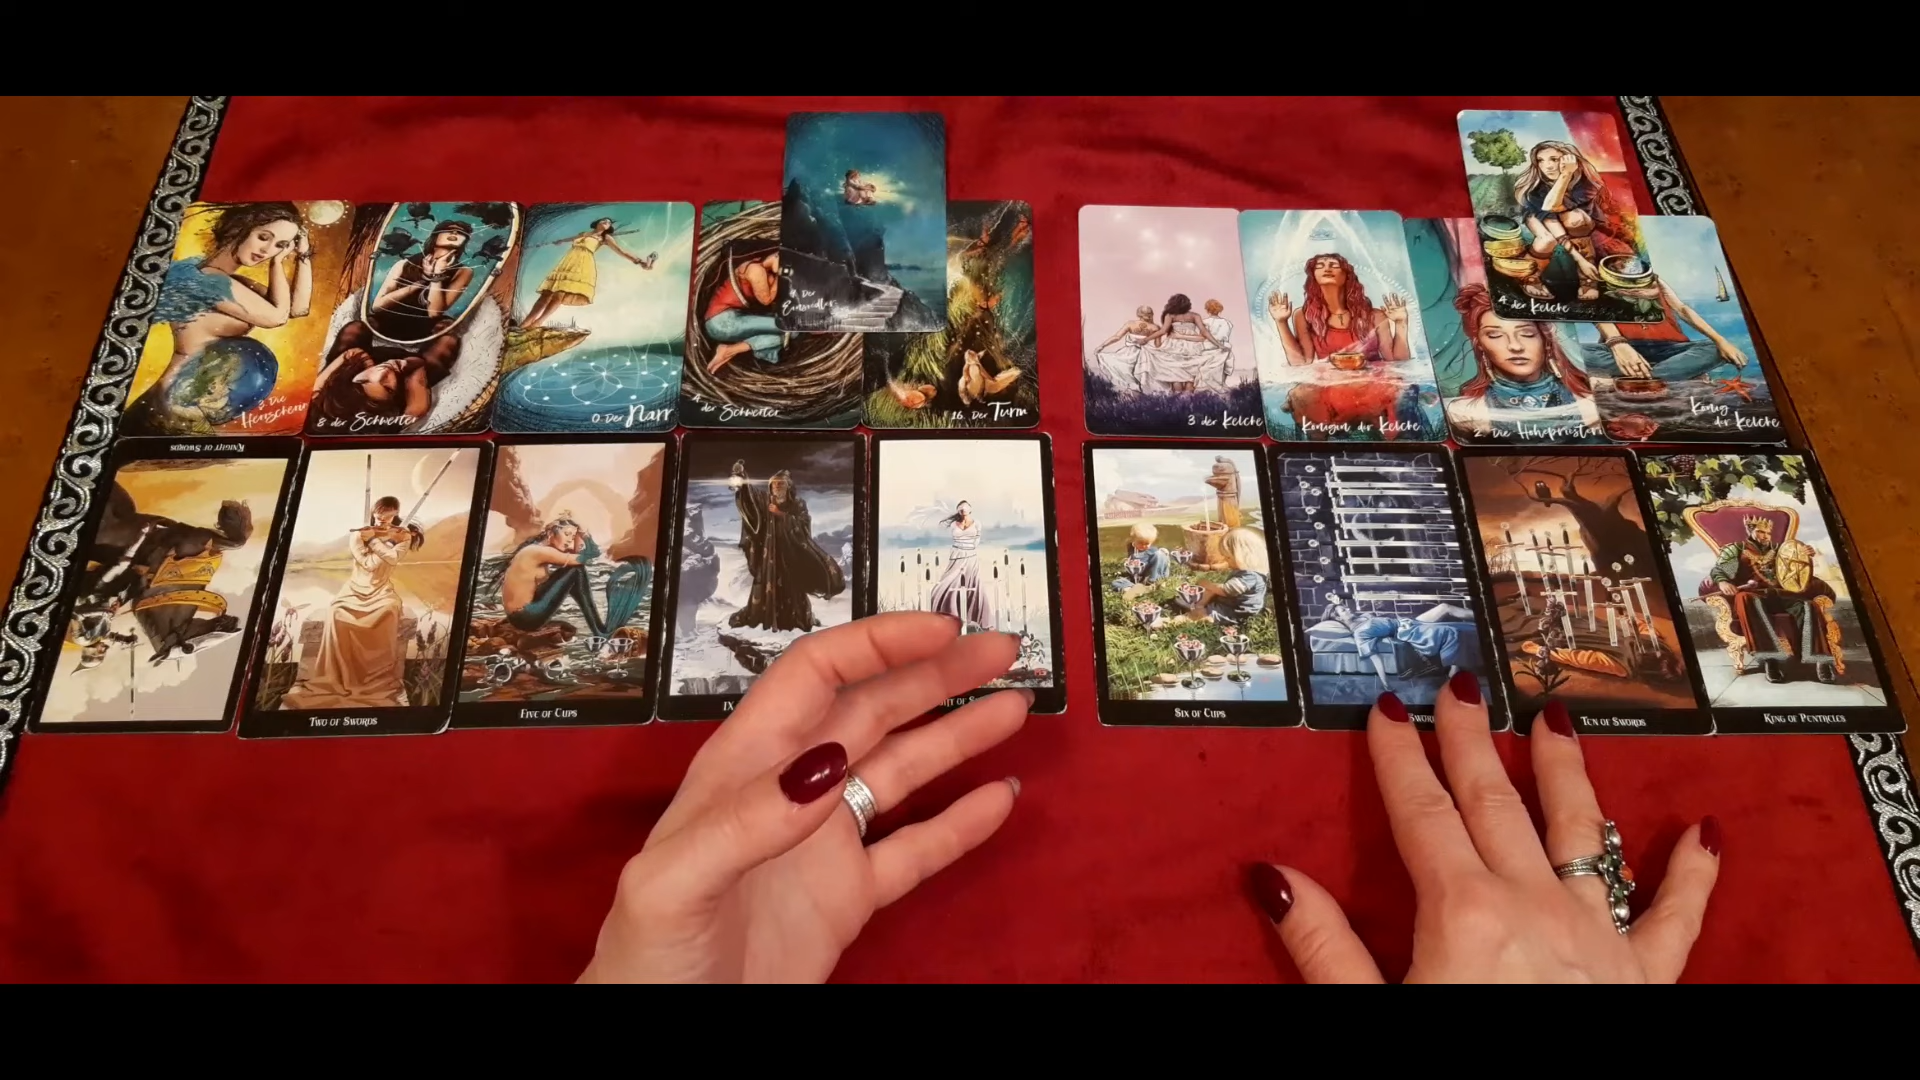 9. Der
Einsiedler
4 der Kelche
3. Die
Herrscherin
8 der Schwerter
0. Der Narr
4
der Schwerter
16. Der Turm
3 der Kelche
Königin der Kelche
2. Die Hohepriesterin
König
der Kelche
Knight of Swords
Two of Swords
Five of Cups
IX
Six of Cups
Ten of Swords
King of Pentacles